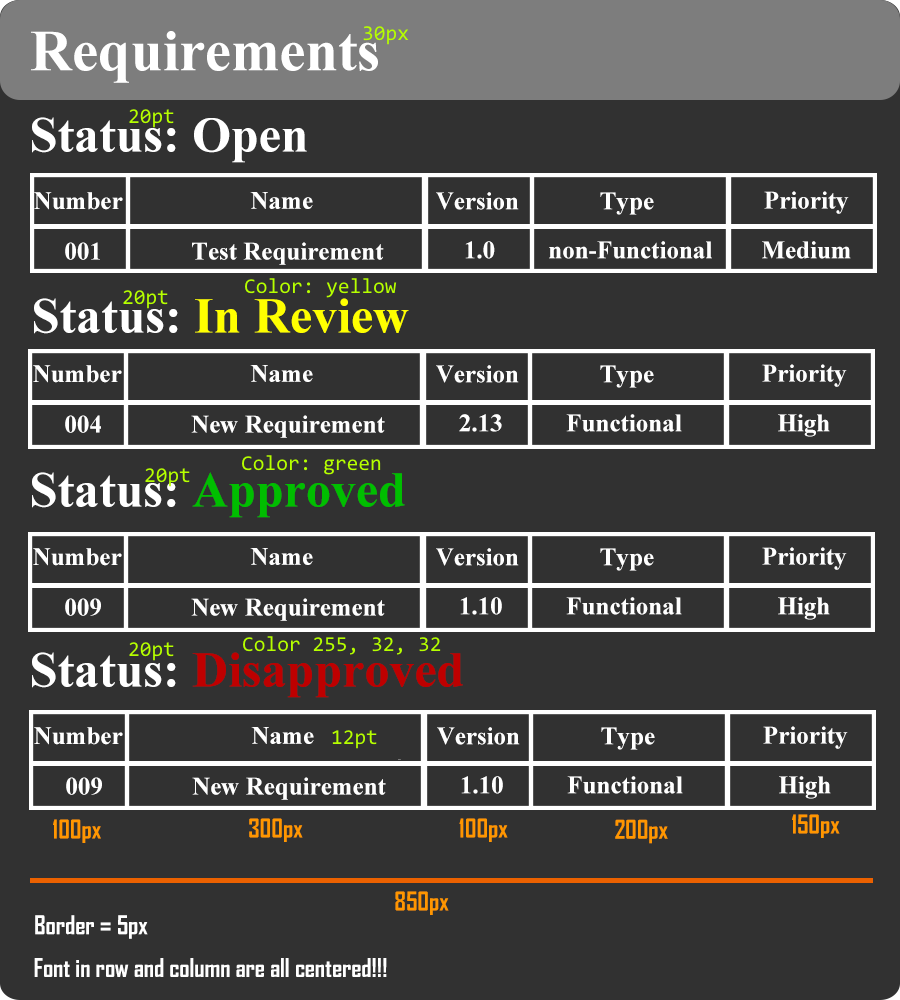 Requirements 30px
20pt
Status: Open
Number Name Version Type Priority
001 Test Requirement 1.0 non-Functional Medium
20pt Color: yellow
Status: In Review
Number Name Version Type Priority
004 New Requirement 2.13 Functional High
20pt Color: green
Status: Approved
Number Name Version Type Priority
009 New Requirement 1.10 Functional High
20pt Color 255, 32, 32
Status: Disapproved
Number Name 12pt Version Type Priority
009 New Requirement 1.10 Functional High
100px 300px 100px 200px 150px
850px
Border = 5px
Font in row and column are all centered!!!